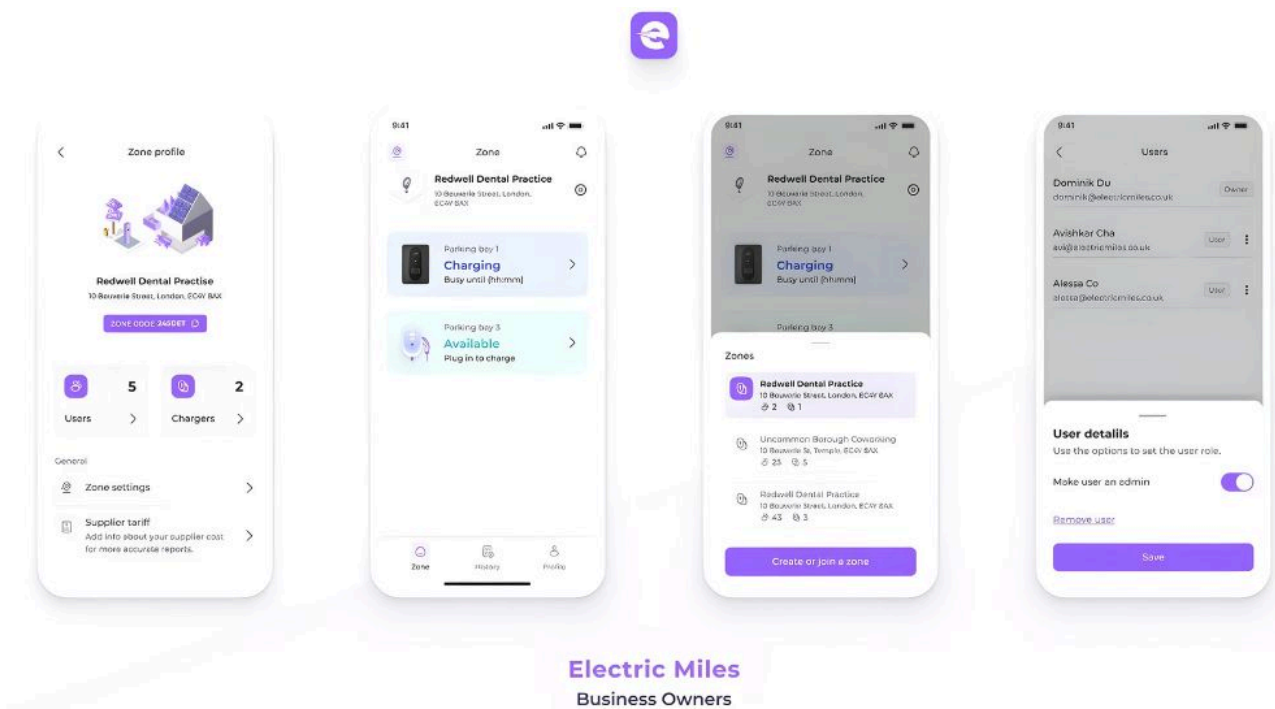 Zone profile
Redwell Dental Practise
10 Bouverie Street, London, EC4Y 8AX
ZONE CODE 245DET
5
Users
2
Chargers
General
Zone settings
Supplier tariff
Add info about your supplier cost
for more accurate reports.
9:41
Zone
Redwell Dental Practice
10 Bouverie Street, London,
EC4Y 8AX
Parking bay 1
Charging
Busy until [hh:mm]
Parking bay 3
Available
Plug in to charge
Zone
History
Profile
9:41
Zone
Redwell Dental Practice
10 Bouverie Street, London,
EC4Y 8AX
Parking bay 1
Charging
Busy until [hh:mm]
Parking bay 3
Zones
Redwell Dental Practice
10 Bouverie Street, London, EC4Y 8AX
2 1
Uncommon Borough Coworking
10 Bouverie St, Temple, EC4V 8AX
25 5
Redwell Dental Practice
10 Bouverie Street, London, EC4Y 8AX
43 3
Create or join a zone
9:41
Users
Dominik Du
dominik@electricmiles.co.uk
Owner
Avishkar Cha
avi@electricmiles.co.uk
User
Alessa Co
alessa@electricmiles.co.uk
User
User detalils
Use the options to set the user role.
Make user an admin
Remove user
Save
Electric Miles
Business Owners